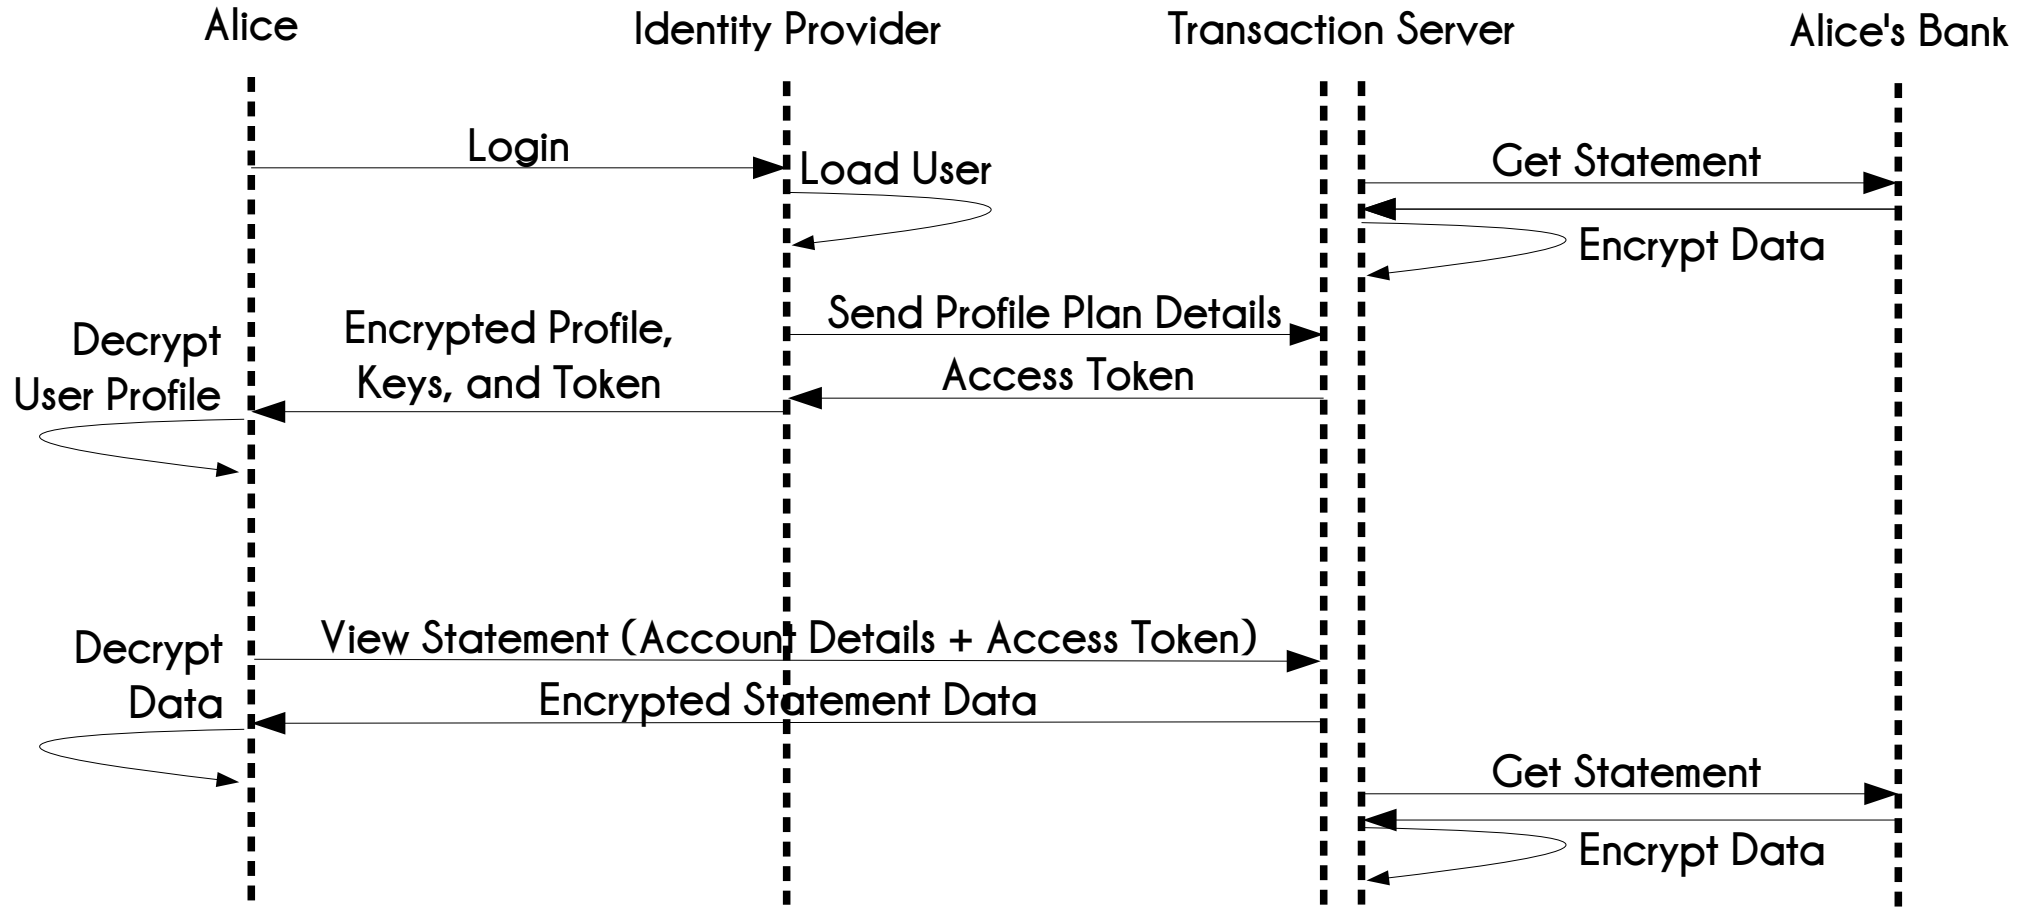 Alice
Identity Provider
Transaction Server
Alice's Bank
Login
Load User
Get Statement
Encrypt Data
Send Profile Plan Details
Encrypted Profile,
Keys, and Token
Decrypt
User Profile
Access Token
View Statement (Account Details + Access Token)
Decrypt
Data
Encrypted Statement Data
Get Statement
Encrypt Data